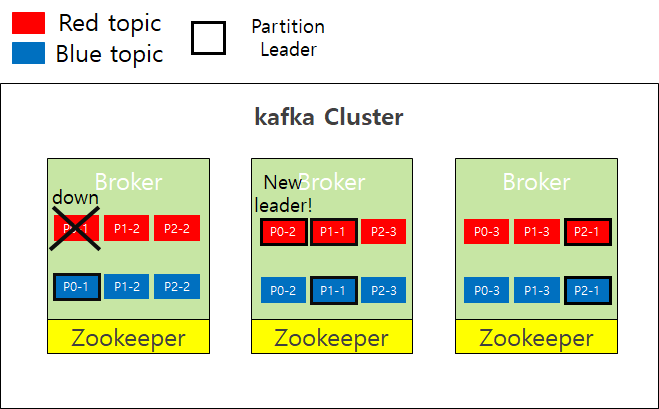 Red topic
Blue topic
Partition
Leader
kafka Cluster
Broker
down
P0-1 P1-2 P2-2
P0-1 P1-2 P2-2
Zookeeper
Broker
New
leader!
P0-2 P1-1 P2-3
P0-2 P1-1 P2-2
Zookeeper
Broker
P0-3 P1-3 P2-1
P0-3 P1-3 P2-1
Zookeeper